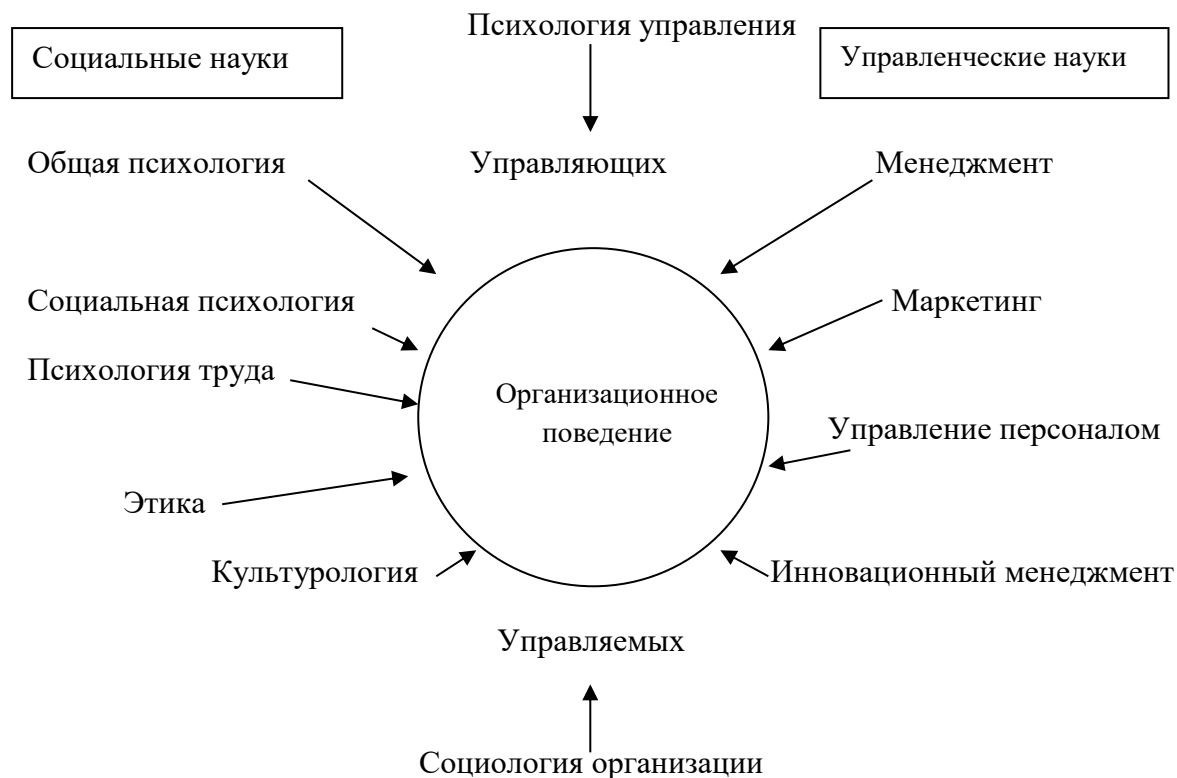 Психология управления
Социальные науки
Управленческие науки
Общая психология
Управляющих
Менеджмент
Социальная психология
Маркетинг
Психология труда
Организационное
поведение
Управление персоналом
Этика
Культурология
Инновационный менеджмент
Управляемых
Социология организации